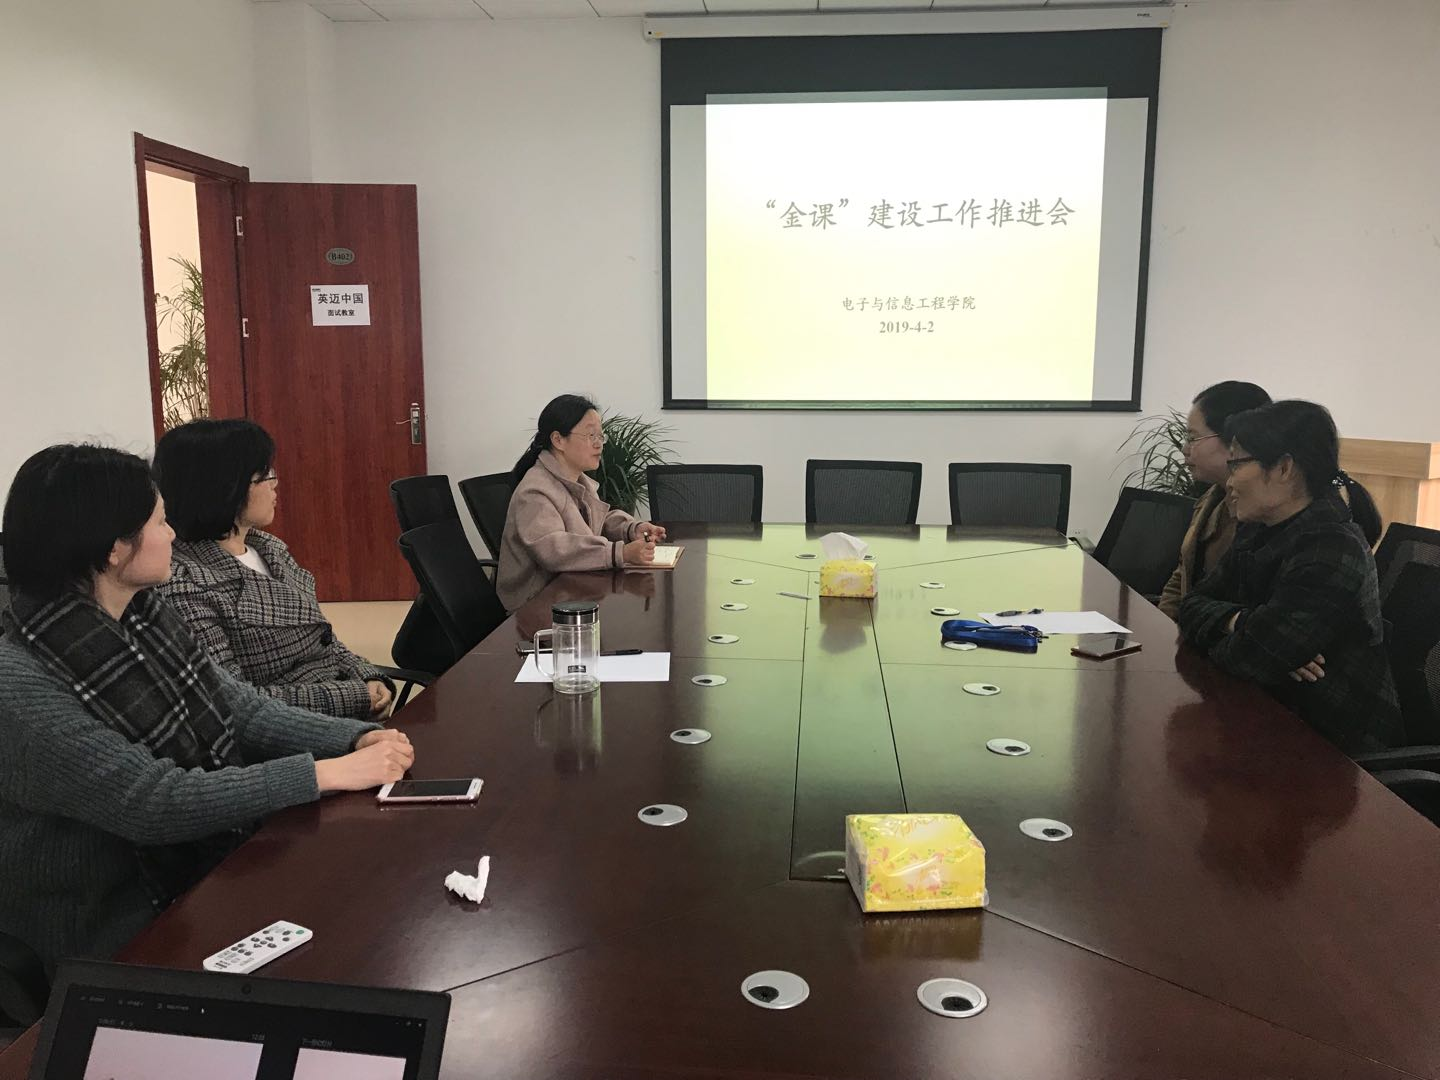 “金课”建设工作推进会
电子与信息工程学院
2019-4-2
B402
英迈中国
面试教室